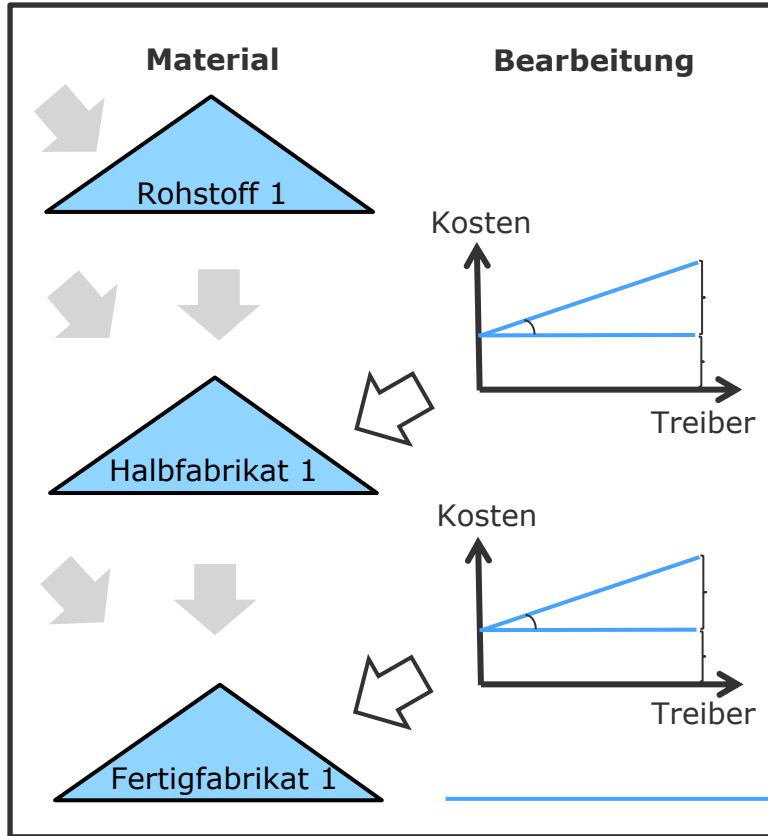 Material
Bearbeitung
Rohstoff 1
Kosten
Treiber
Halbfabrikat 1
Kosten
Treiber
Fertigfabrikat 1